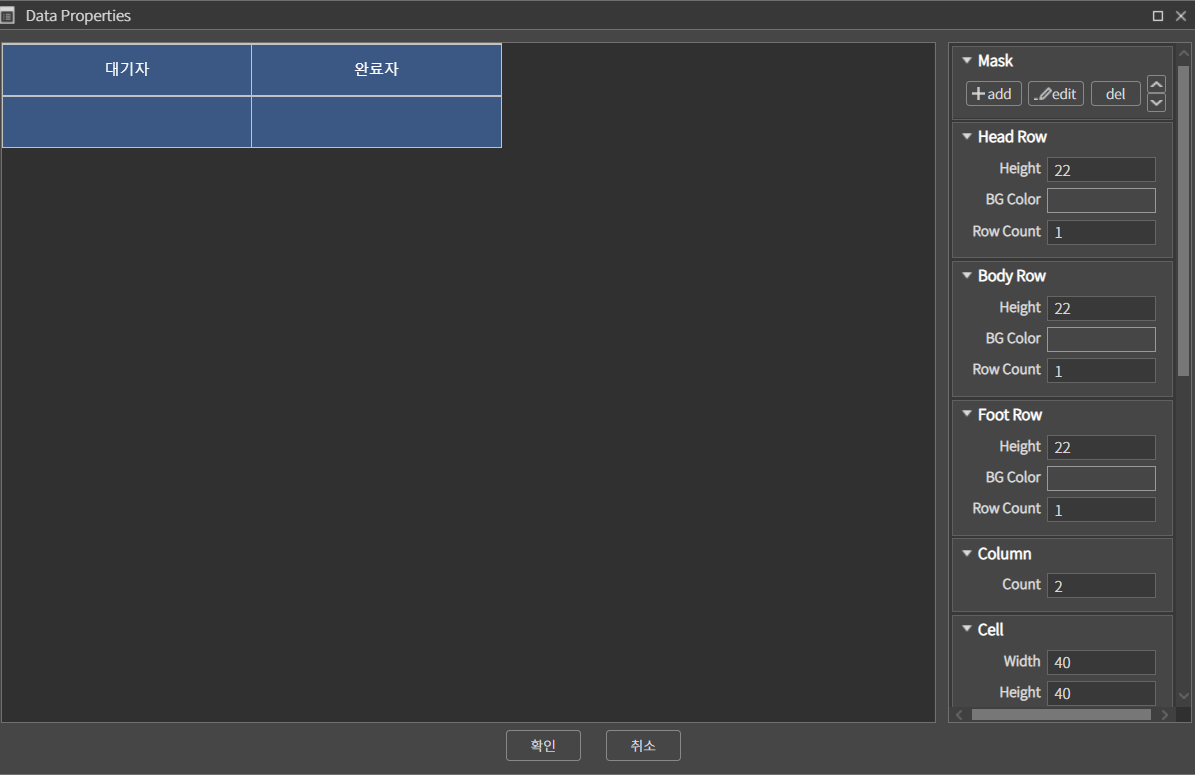 Data Properties
대기자 완료자
Mask
add edit del
Head Row
Height 22
BG Color
Row Count 1
Body Row
Height 22
BG Color
Row Count 1
Foot Row
Height 22
BG Color
Row Count 1
Column
Count 2
Cell
Width 40
Height 40
확인 취소